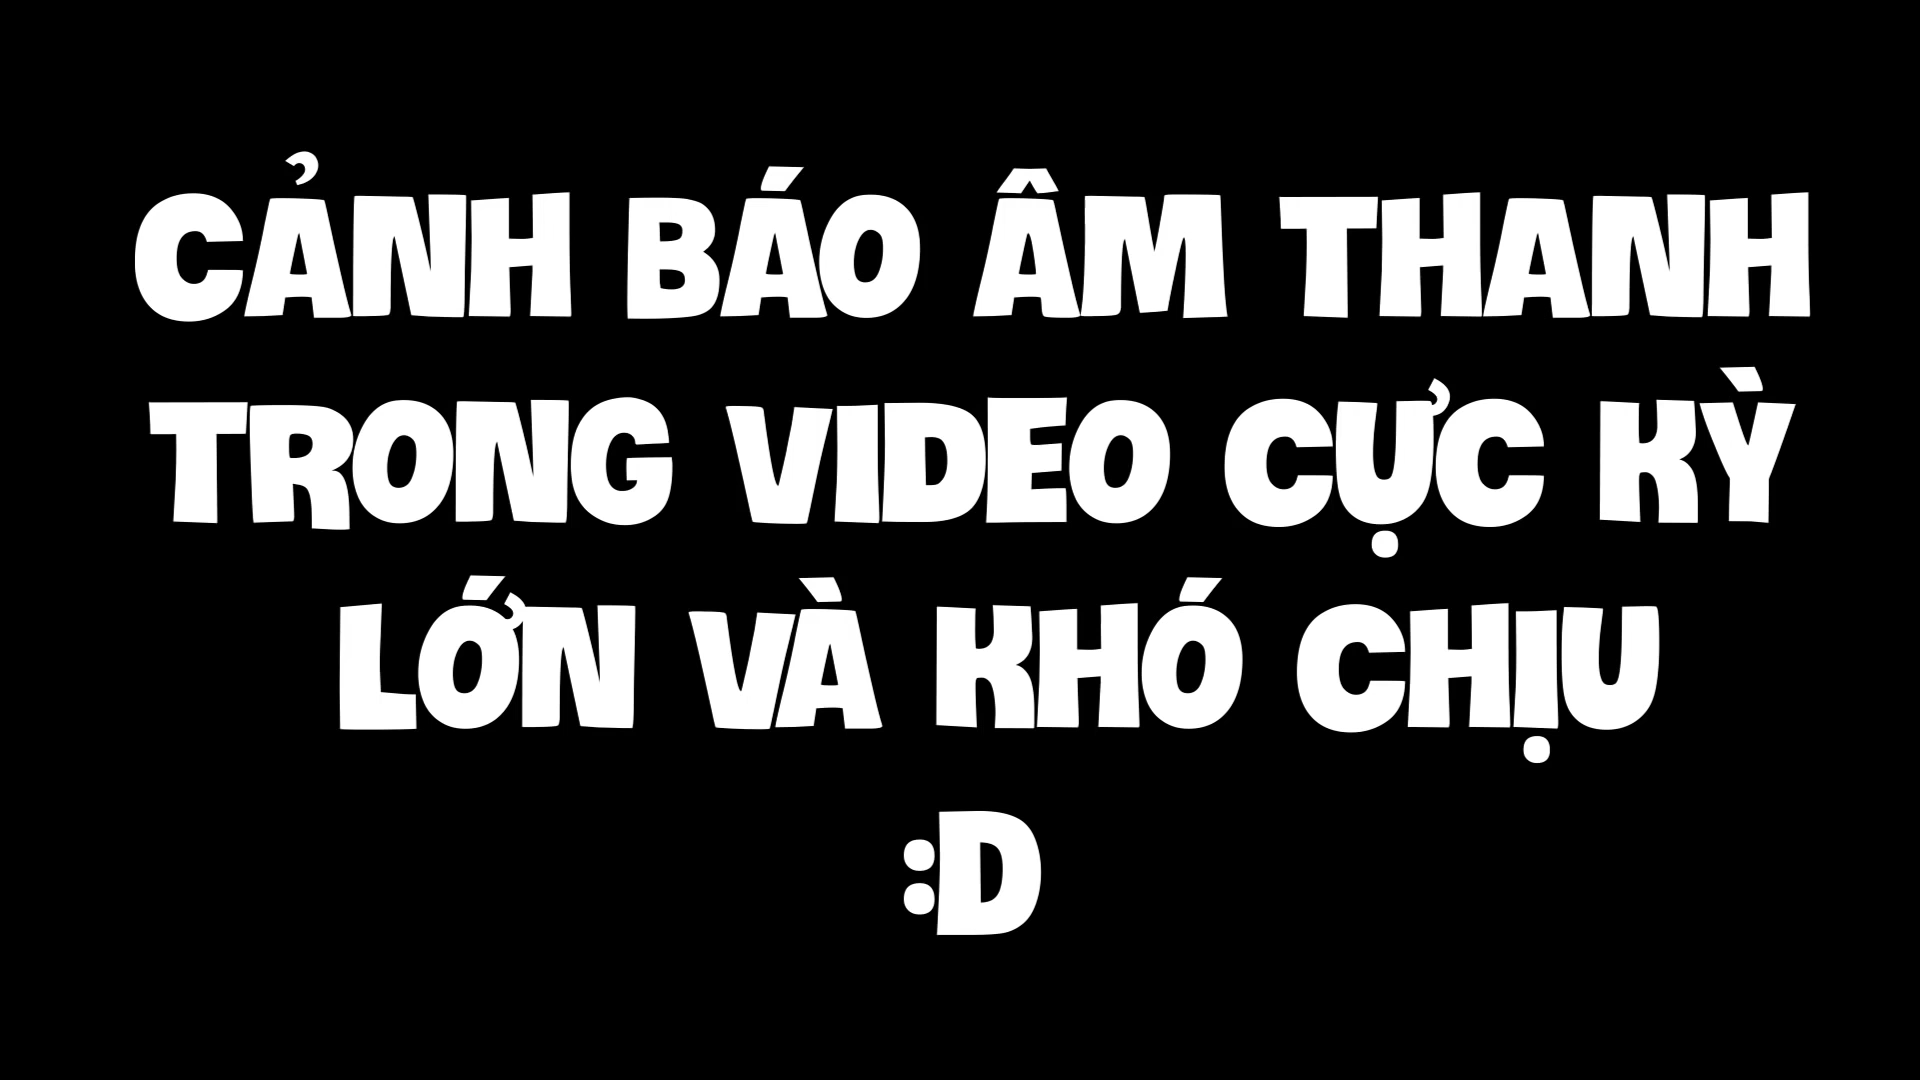 CẢNH BÁO ÂM THANH
TRONG VIDEO CỰC KỲ
LỚN VÀ KHÓ CHỊU
:D